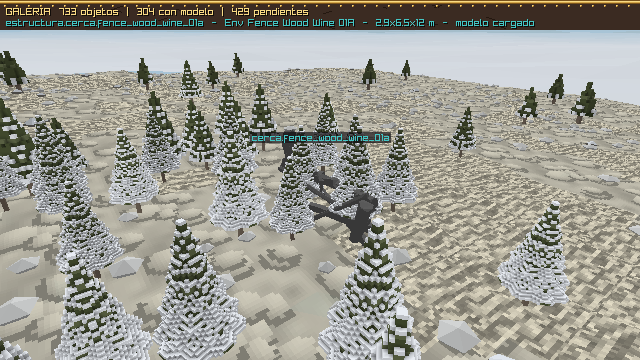 GALERÍA 733 objetos | 304 con modelo | 429 pendientes
estructura.cerca.fence_wood_wine_01a - Env Fence Wood Wine 01A - 2.9x6.5x12 m - modelo cargado
cerca.fence_wood_wine_01a